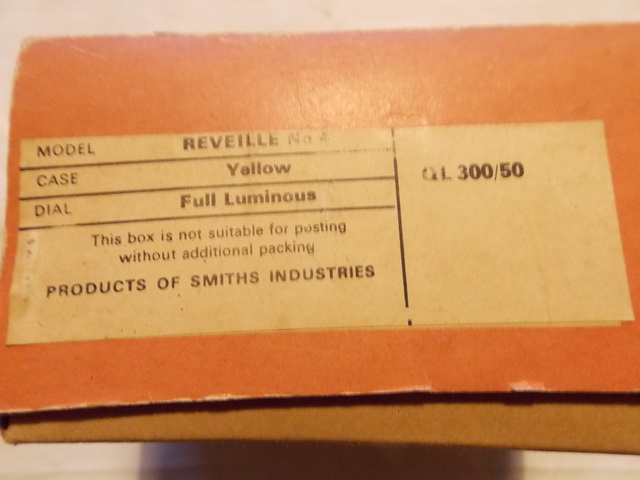 MODEL REVEILLE No 4
CASE Yellow
DIAL Full Luminous
This box is not suitable for posting
without additional packing
PRODUCTS OF SMITHS INDUSTRIES
300/50